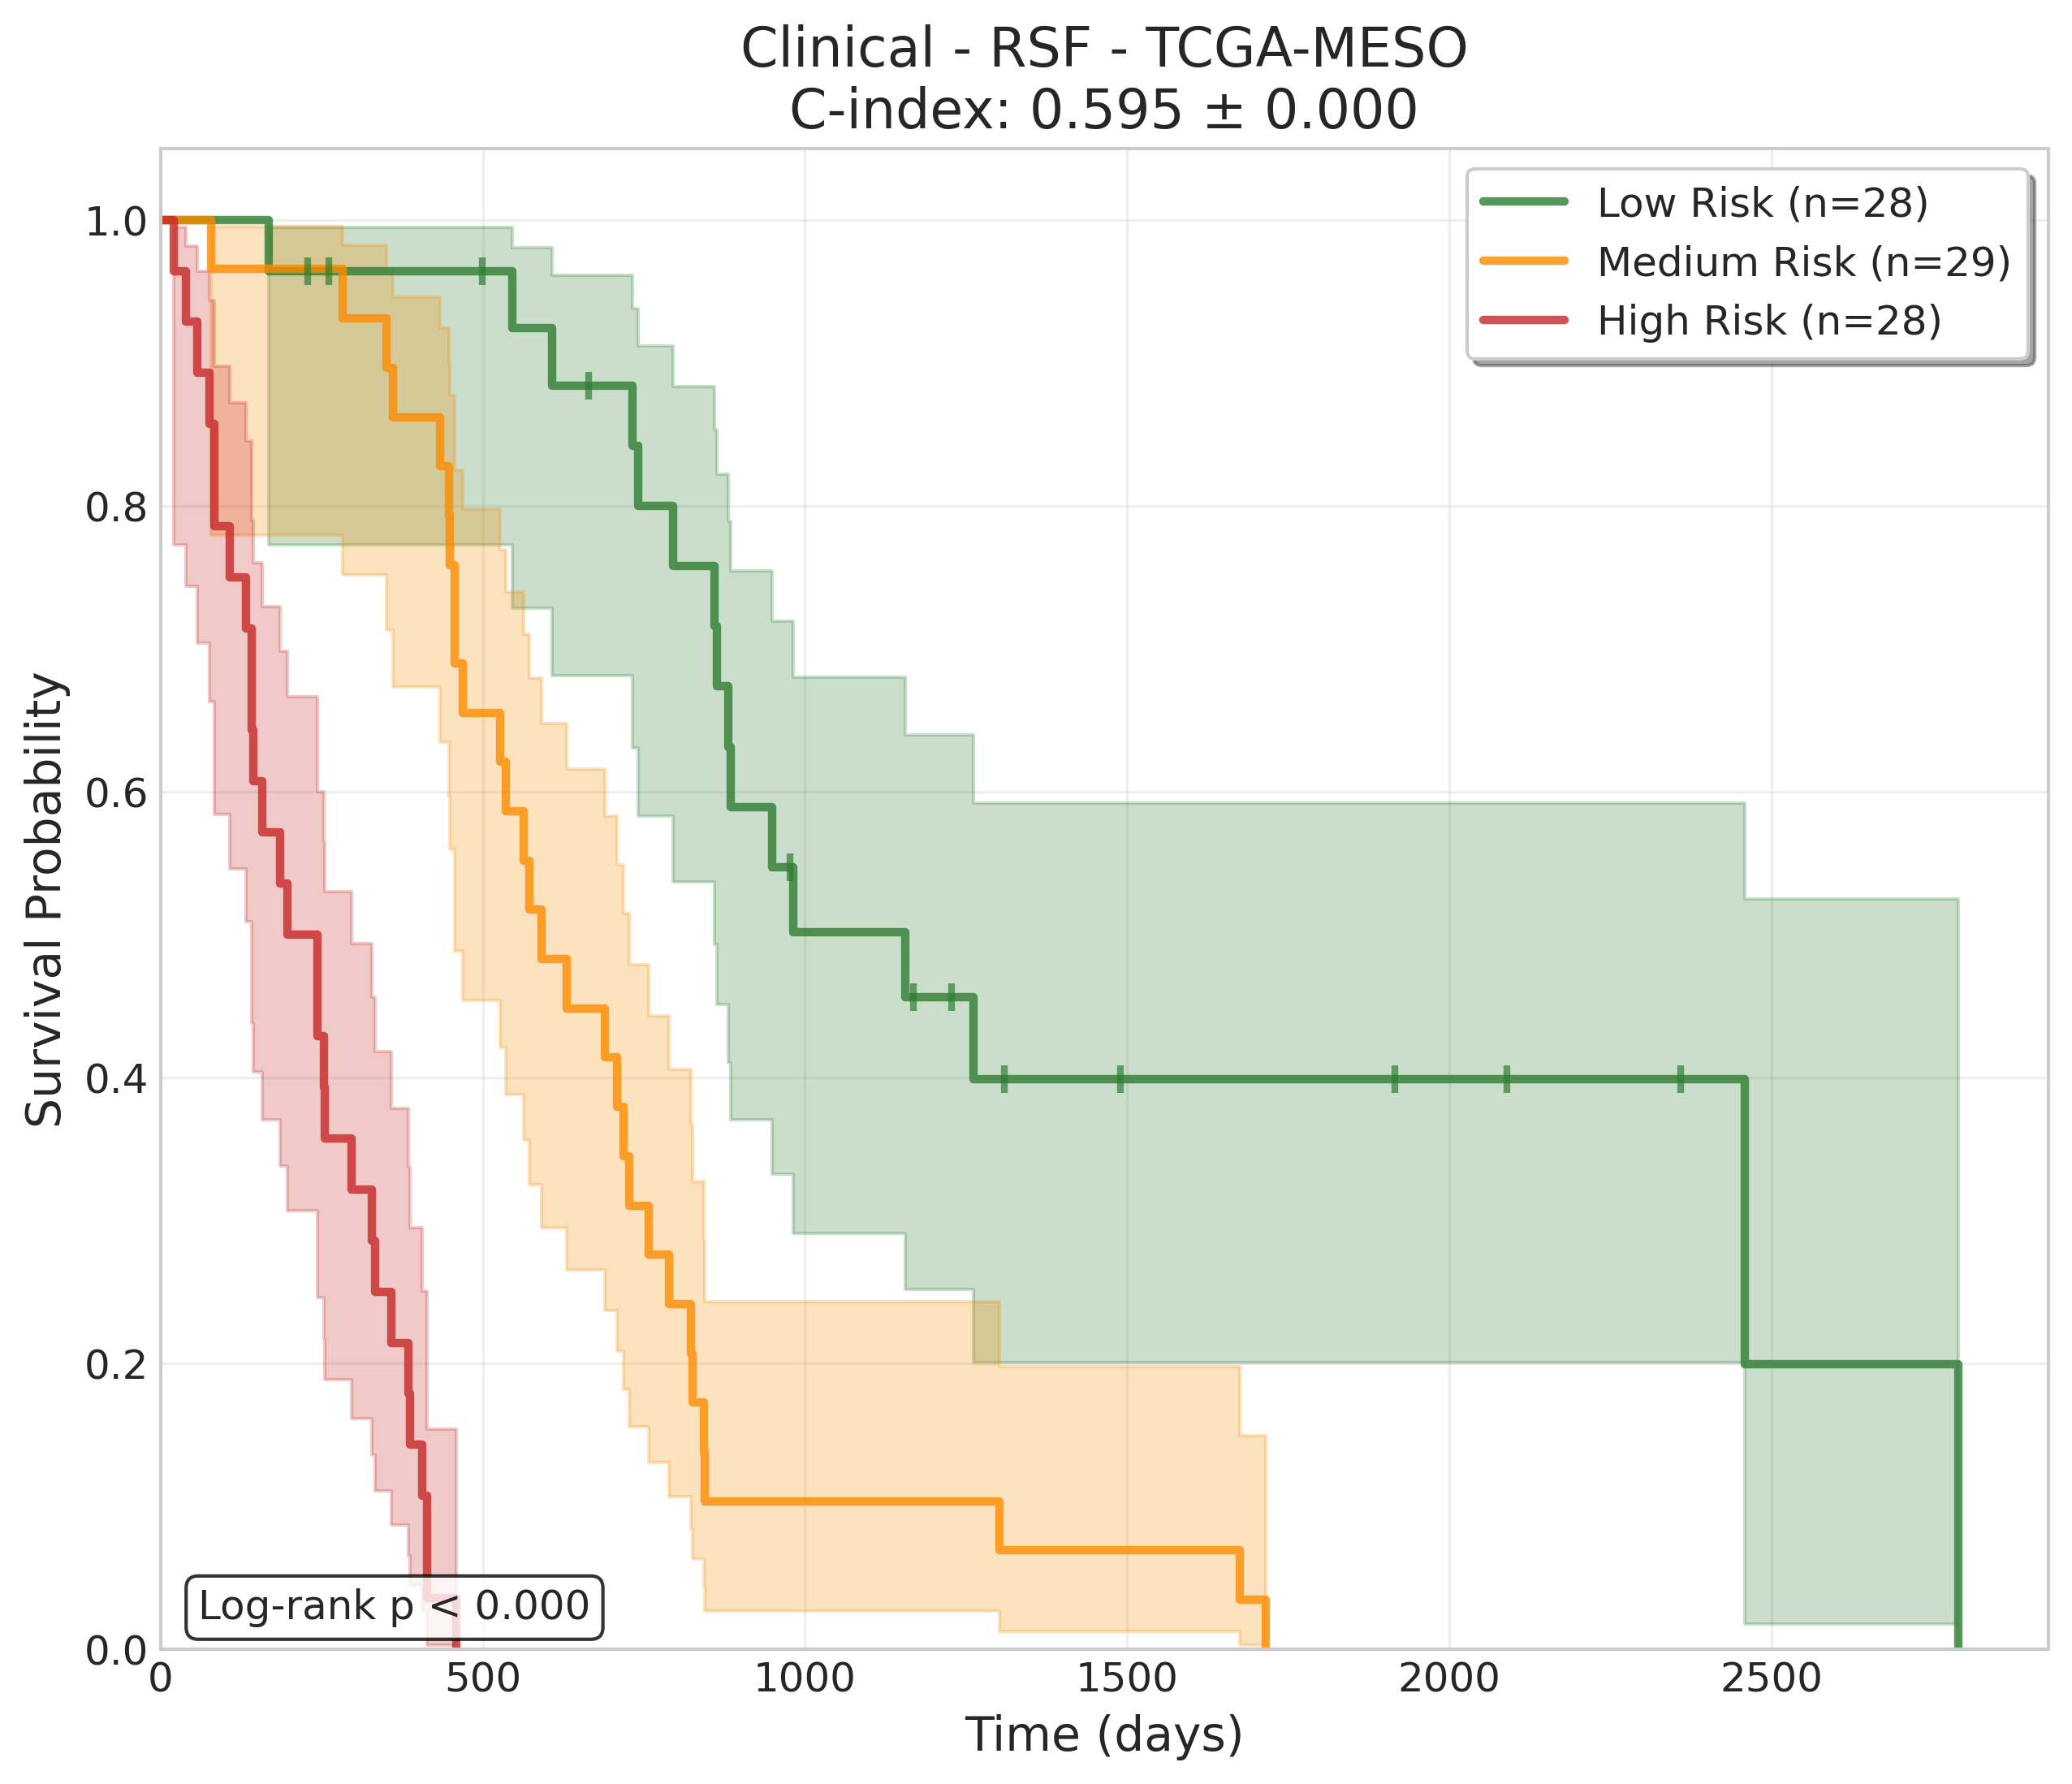 Clinical - RSF - TCGA-MESO
C-index: 0.595 ± 0.000
Low Risk (n=28)
Medium Risk (n=29)
High Risk (n=28)
Survival Probability
1.0
0.8
0.6
0.4
0.2
0.0
Log-rank p < 0.000
0
500
1000
1500
2000
2500
Time (days)